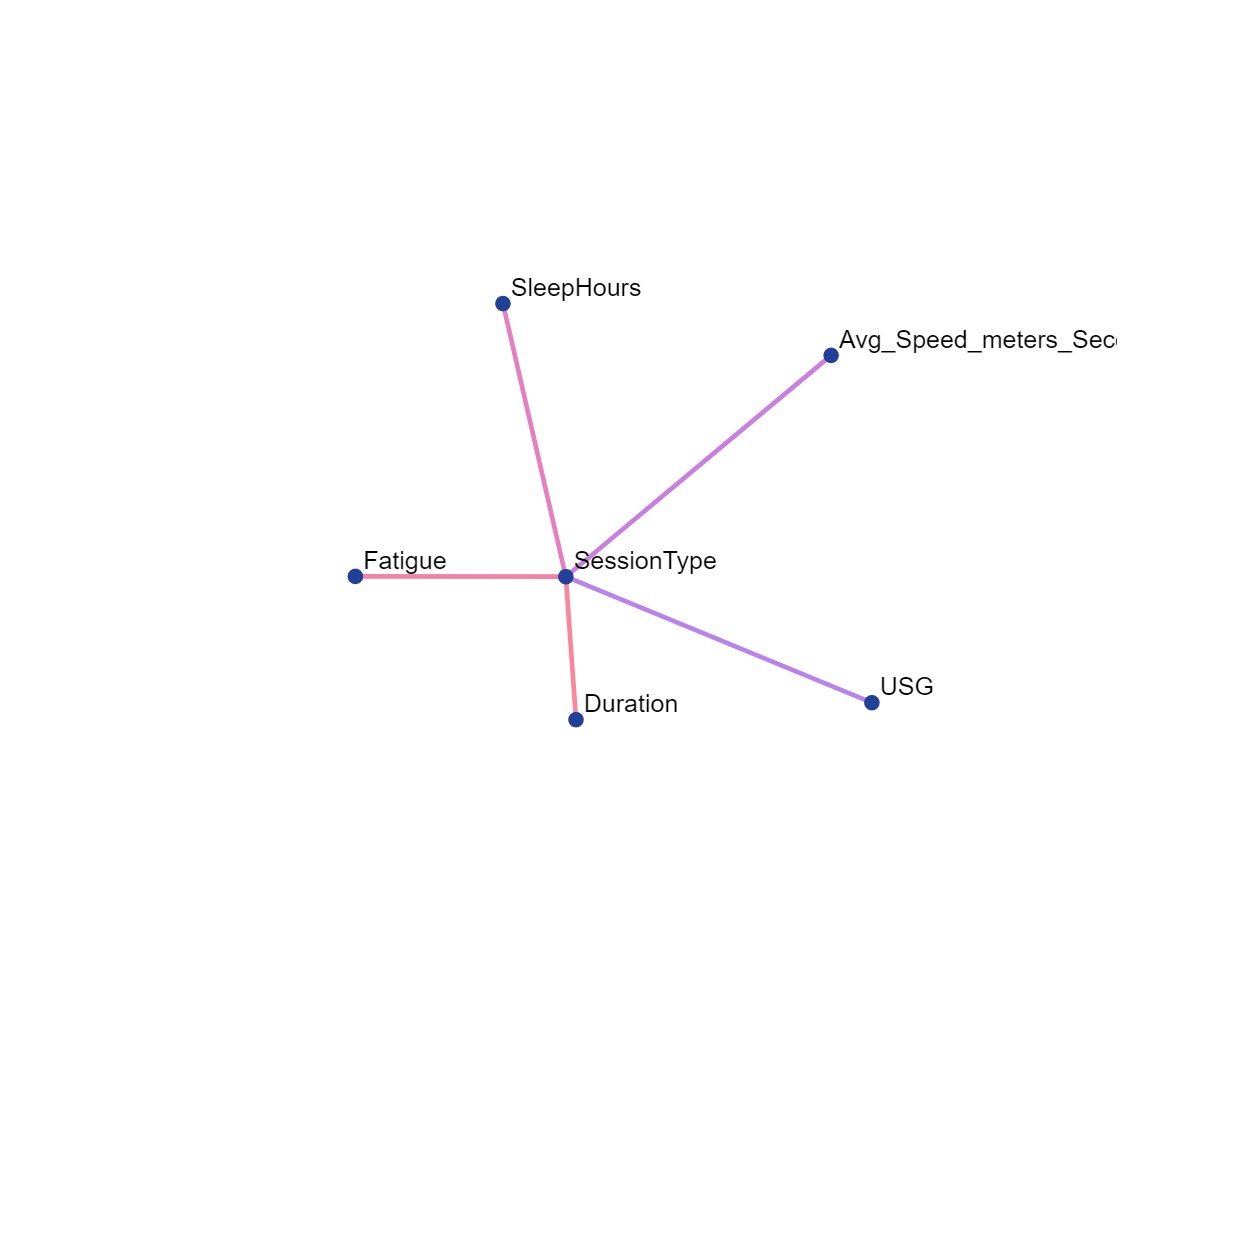 SleepHours
Avg_Speed_meters_Sec
Fatigue
SessionType
USG
Duration